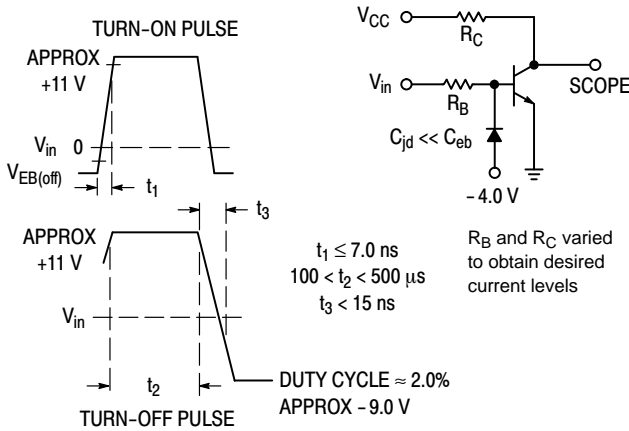 TURN−ON PULSE
APPROX
+11 V
V_in 0
V_EB(off)
t_1
t_3
APPROX
+11 V
V_in
t_2
TURN−OFF PULSE
t_1 ≤ 7.0 ns
100 < t_2 < 500 μs
t_3 < 15 ns
DUTY CYCLE ≈ 2.0%
APPROX −9.0 V
V_CC
R_C
V_in
R_B
SCOPE
C_jd << C_eb
−4.0 V
R_B and R_C varied
to obtain desired
current levels